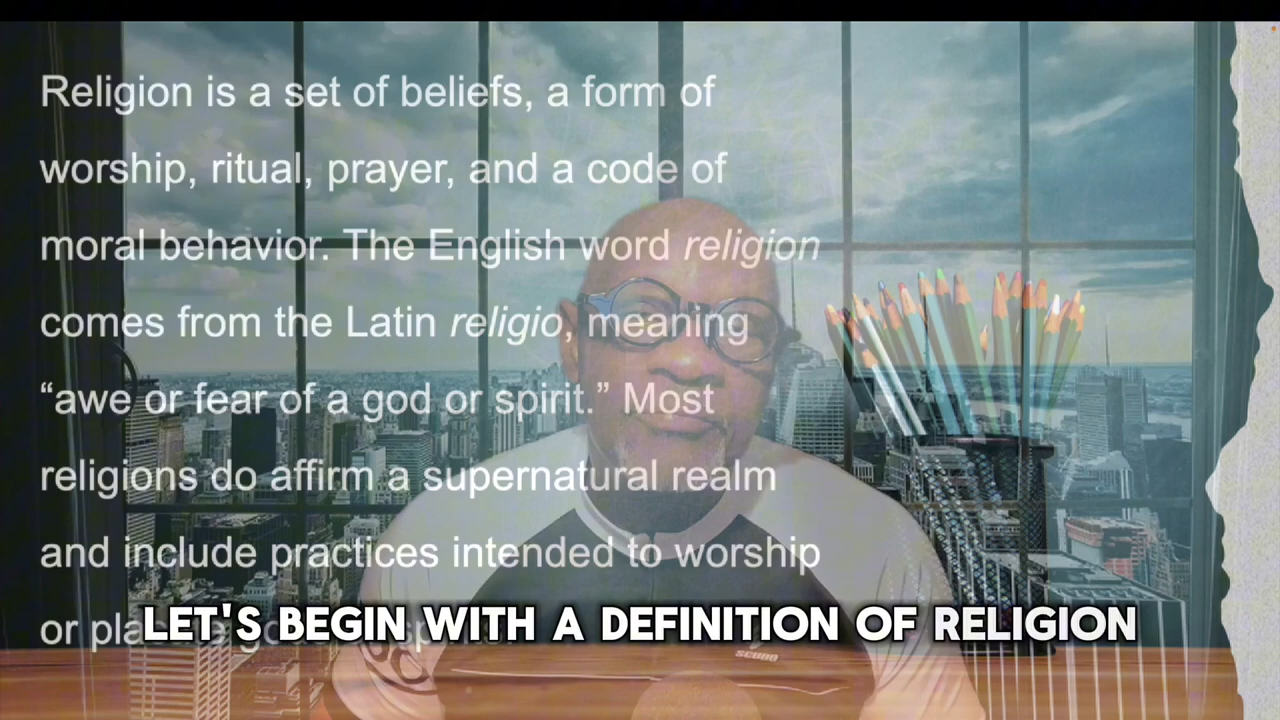 Religion is a set of beliefs, a form of
worship, ritual, prayer, and a code of
moral behavior. The English word religion
comes from the Latin religio, meaning
“awe or fear of a god or spirit.” Most
religions do affirm a supernatural realm
and include practices intended to worship
or
LET'S BEGIN WITH A DEFINITION OF RELIGION
SCUBA